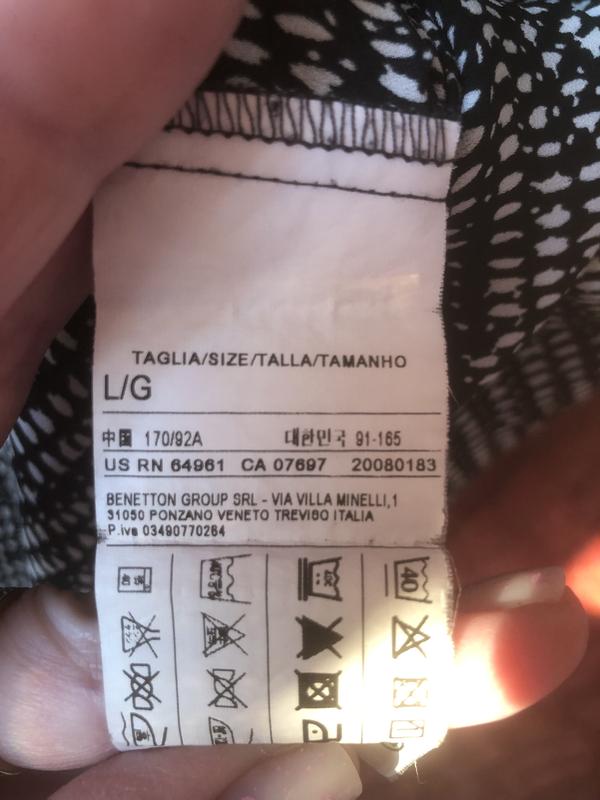 TAGLIA/SIZE/TALLA/TAMANHO
L/G
中国 170/92A 대한민국 91-165
US RN 64961 CA 07697 20080183
BENETTON GROUP SRL - VIA VILLA MINELLI,1
31050 PONZANO VENETO TREVISO ITALIA
P.iva 03490770264
40